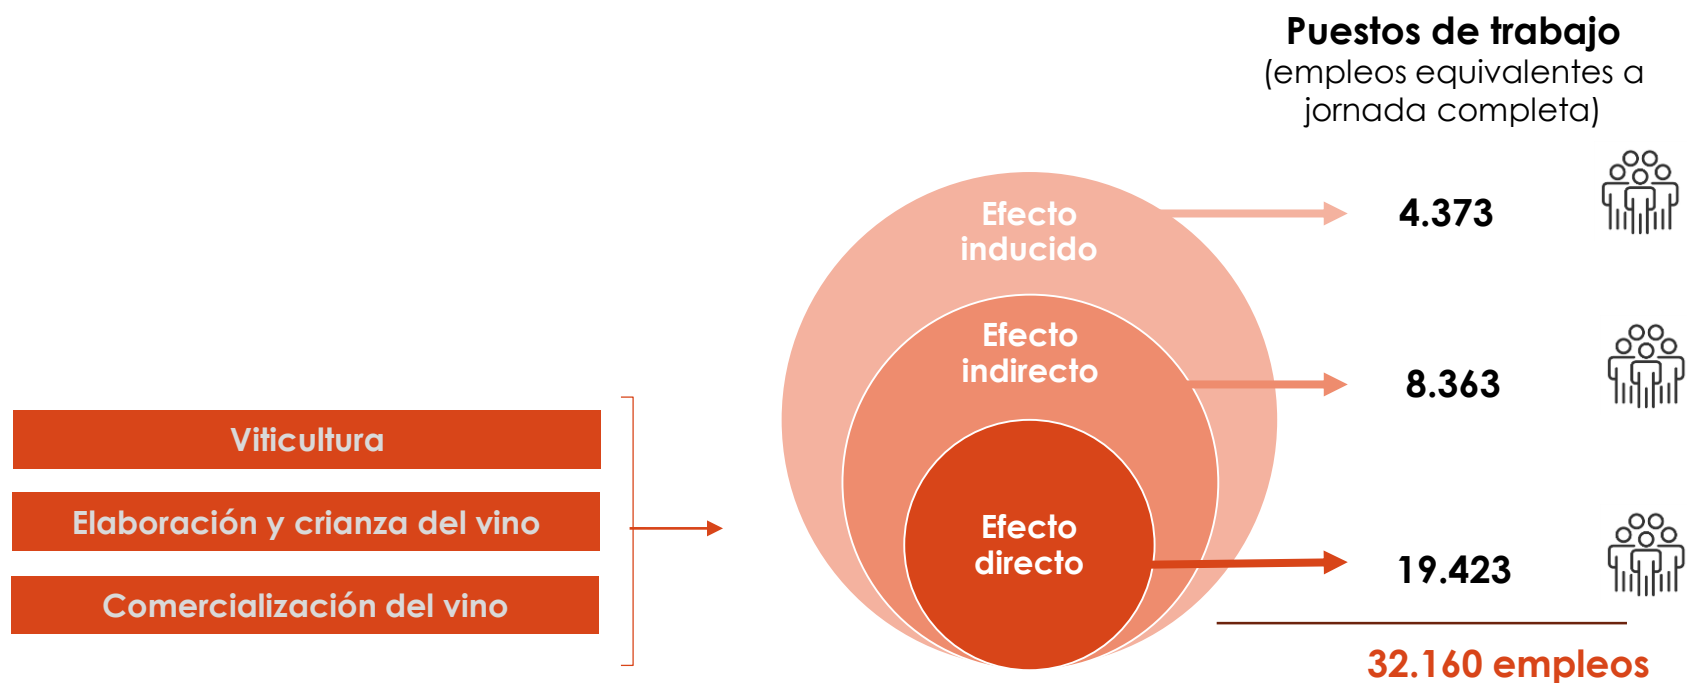 Puestos de trabajo
(empleos equivalentes a
jornada completa)
Efecto
inducido
4.373
Efecto
indirecto
8.363
Viticultura
Elaboración y crianza del vino
Comercialización del vino
Efecto
directo
19.423
32.160 empleos